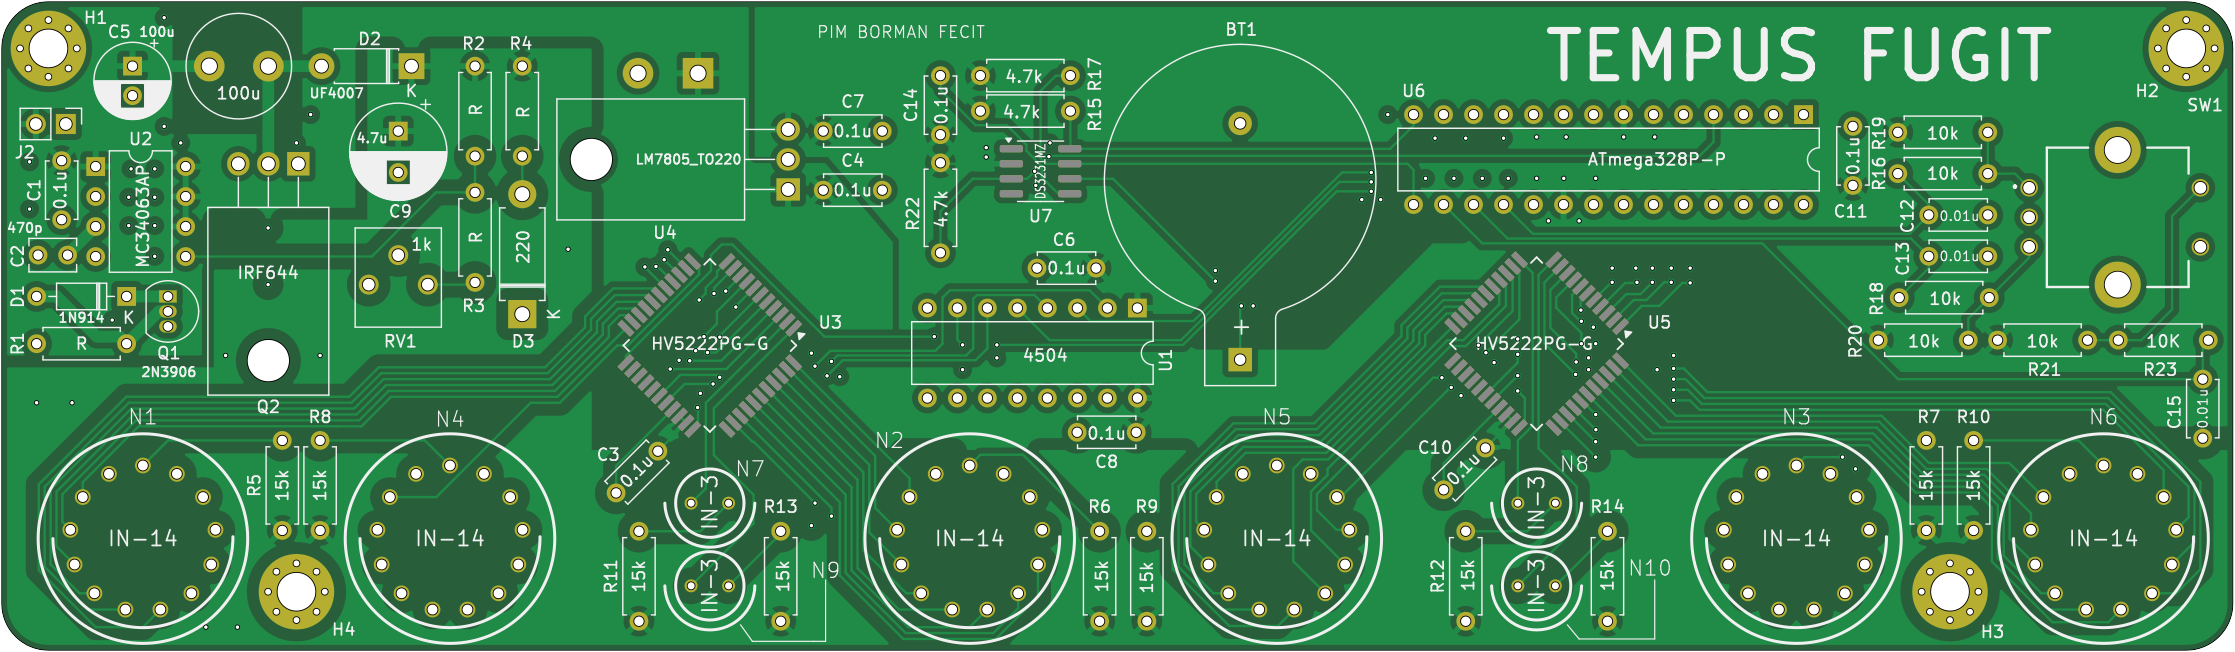 H1
C5 100u
+
D2
R2
R4
PIM BORMAN FECIT
BT1
TEMPUS FUGIT
100u
UF4007
K
C14
0.1u
4.7k
R17
U6
H2
SW1
J2
U2
+
4.7u
R
R
LM7805_TO220
C7
0.1u
4.7k
R15
ATmega328P-P
0.1u
R19
10k
C1
0.1u
MC34063AP
C9
C4
0.1u
DS3231MZ
U7
C11
R16
10k
470p
C2
R22
4.7k
C12
0.01u
IRF644
1k
R
220
U4
C6
0.1u
C13
0.01u
D1
1N914
K
RV1
R3
D3
K
R18
10k
R1
R
Q1
2N3906
Q2
HV5222PG-G
U3
4504
U1
+
HV5222PG-G
U5
R20
10k
10k
R21
10K
R23
C15
0.01u
N1
R8
N4
C3
0.1u
N7
N2
0.1u
C8
N5
C10
0.1u
N8
N3
R7
R10
N6
R5
15k
15k
IN-14
IN-14
IN-3
R13
IN-14
R6
R9
IN-14
IN-3
R14
IN-14
15k
15k
IN-14
R11
15k
IN-3
15k
N9
15k
15k
R12
15k
IN-3
15k
N10
H4
H3